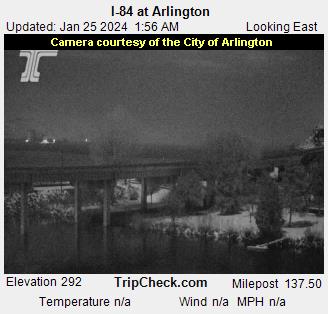 I-84 at Arlington
Updated: Jan 25 2024 1:56 AM Looking East
Camera courtesy of the City of Arlington
Elevation 292 TripCheck.com Milepost 137.50
Temperature n/a Wind n/a MPH n/a